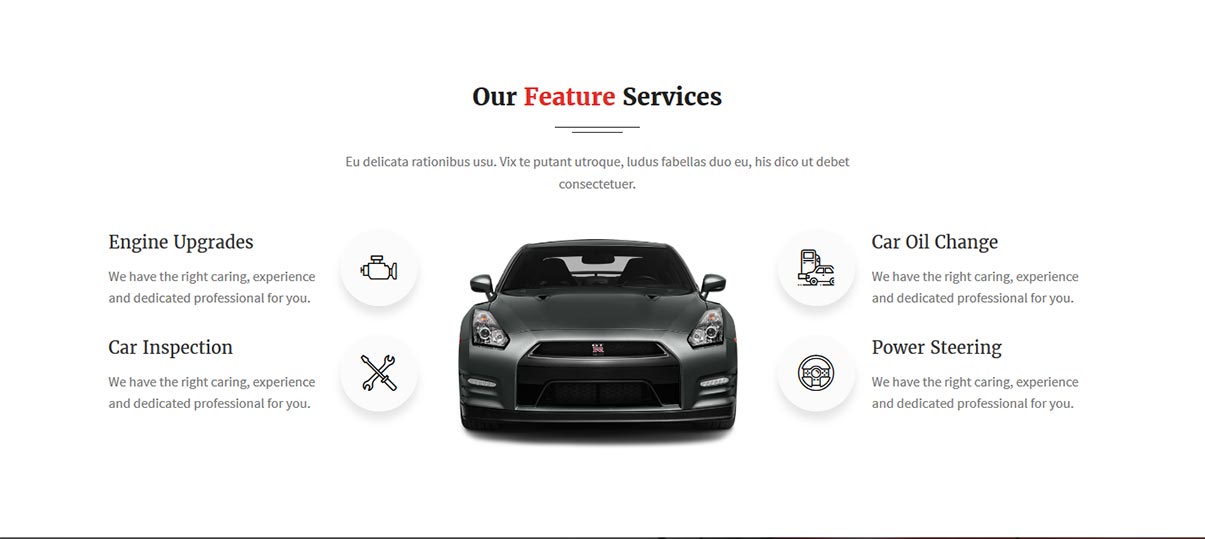 Our Feature Services
Eu delicata rationibus usu. Vix te putant utroque, ludus fabellas duo eu, his dico ut debet
consectetuer.
Engine Upgrades
We have the right caring, experience
and dedicated professional for you.
Car Inspection
We have the right caring, experience
and dedicated professional for you.
Car Oil Change
We have the right caring, experience
and dedicated professional for you.
Power Steering
We have the right caring, experience
and dedicated professional for you.